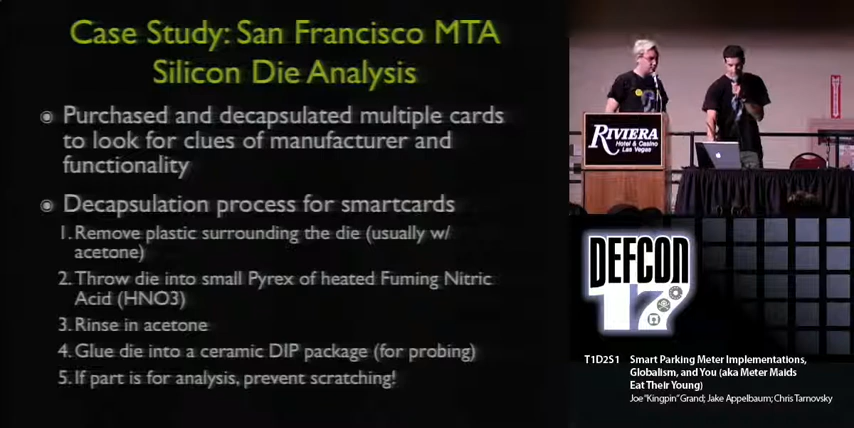 Case Study: San Francisco MTA
Silicon Die Analysis
Purchased and decapsulated multiple cards
to look for clues of manufacturer and
functionality
Decapsulation process for smartcards
1. Remove plastic surrounding the die (usually w/
acetone)
2. Throw die into small Pyrex of heated Fuming Nitric
Acid (HNO3)
3. Rinse in acetone
4. Glue die into a ceramic DIP package (for probing)
5. If part is for analysis, prevent scratching!
RIVIERA
Hotel & Casino
Las Vegas
DEFCON
17
T1D2S1 Smart Parking Meter Implementations,
Globalism, and You (aka Meter Maids
Eat Their Young)
Joe "Kingpin" Grand; Jake Appelbaum; Chris Tarnovsky